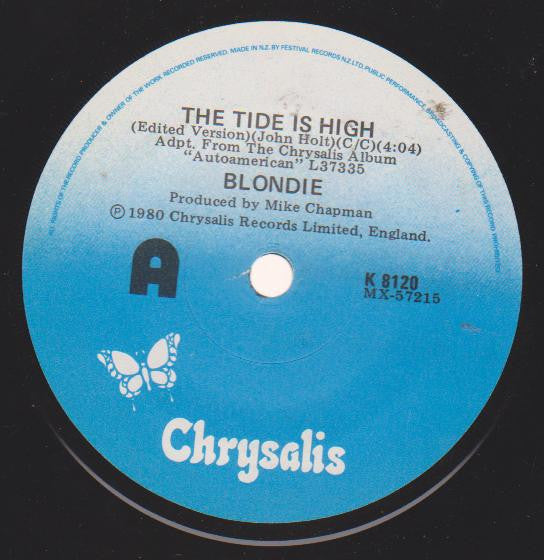 ALL RIGHTS OF THE RECORD PRODUCER & OWNER OF THE WORK RECORDED RESERVED. MADE IN N.Z. BY FESTIVAL RECORDS N.Z. LTD. PUBLIC PERFORMANCE, BROADCASTING & COPYING OF THIS RECORD PROHIBITED
THE TIDE IS HIGH
(Edited Version)(John Holt)(C/C)(4:04)
Adpt. From The Chrysalis Album
“Autoamerican” L37335
BLONDIE
Produced by Mike Chapman
Ⓟ 1980 Chrysalis Records Limited, England.
A
K 8120
MX-57215
Chrysalis